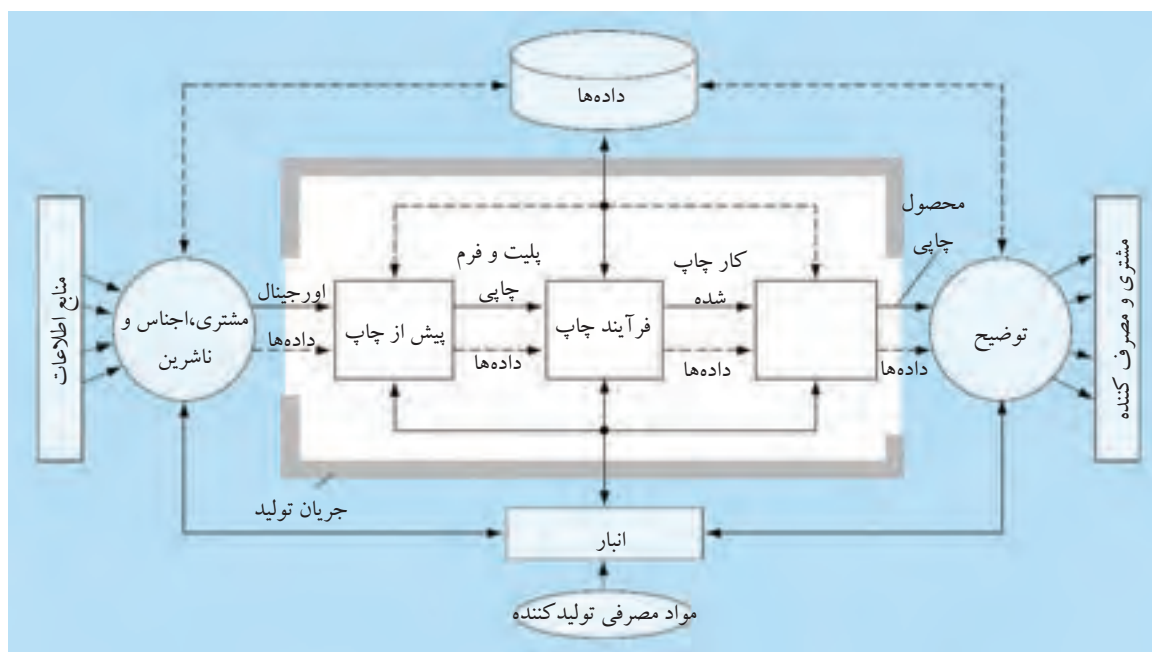 داده‌ها
محصول
چاپی
منابع اطلاعات
مشتری،اجناس و
ناشرین
اورجینال
داده‌ها
پیش از چاپ
پلیت و فرم
چاپی
داده‌ها
فرآیند چاپ
کار چاپ
شده
داده‌ها
داده‌ها
توضیح
مشتری و مصرف کننده
جریان تولید
انبار
مواد مصرفی تولیدکننده